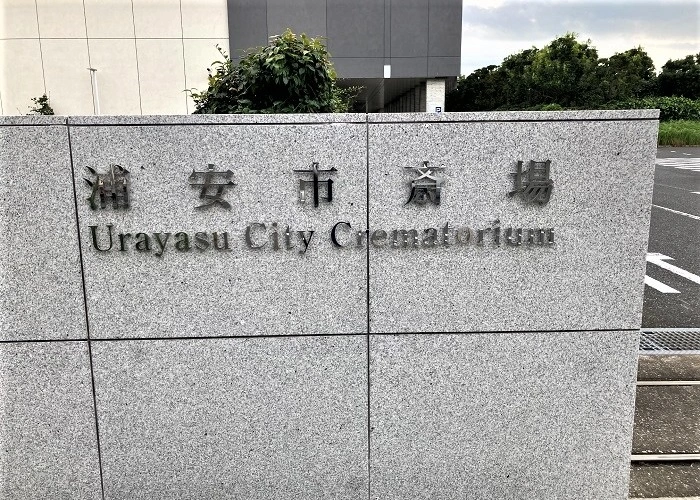 浦安市斎場
Urayasu City Crematorium